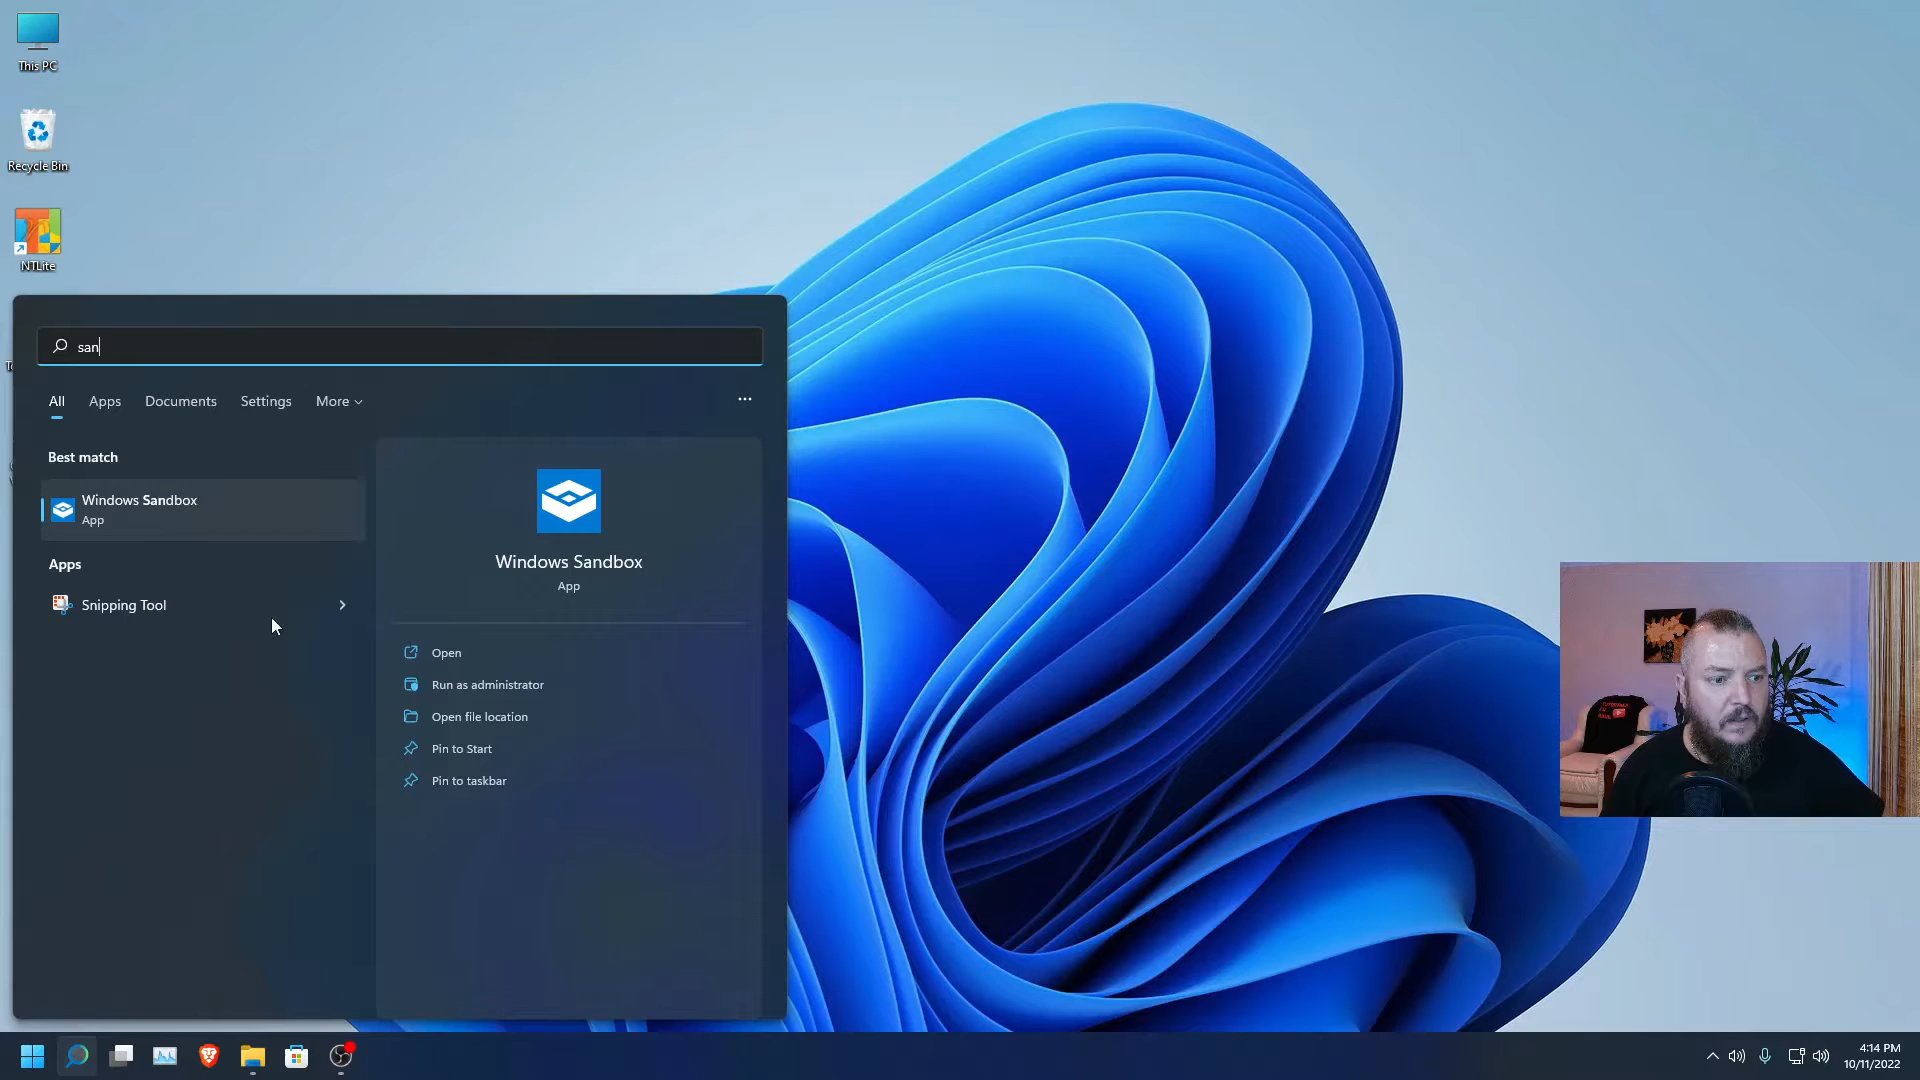 This PC
Recycle Bin
NTLite
san
All
Apps
Documents
Settings
More
Best match
Windows Sandbox
App
Apps
Snipping Tool
Windows Sandbox
App
Open
Run as administrator
Open file location
Pin to Start
Pin to taskbar
4:14 PM
10/11/2022